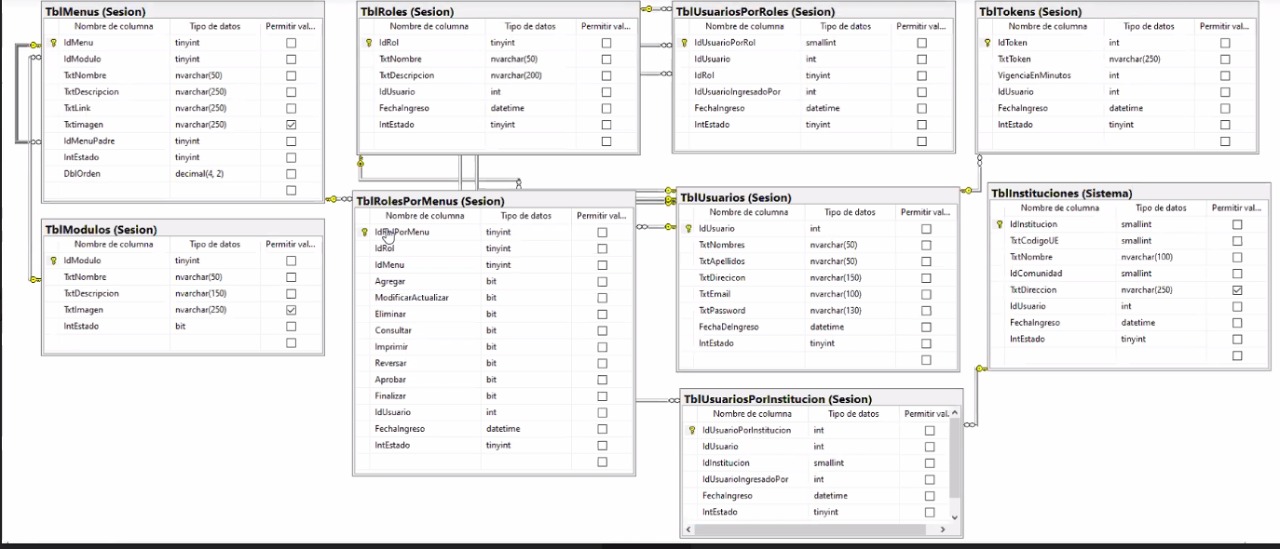 TblMenus (Sesion)
Nombre de columna Tipo de datos Permitir val...
IdMenu tinyint
IdModulo tinyint
TxtNombre nvarchar(50)
TxtDescripcion nvarchar(250)
TxtLink nvarchar(250)
TxtImagen nvarchar(250)
IdMenuPadre tinyint
IntEstado tinyint
DblOrden decimal(4, 2)
TblModulos (Sesion)
Nombre de columna Tipo de datos Permitir val...
IdModulo tinyint
TxtNombre nvarchar(50)
TxtDescripcion nvarchar(150)
TxtImagen nvarchar(250)
IntEstado bit
TblRoles (Sesion)
Nombre de columna Tipo de datos Permitir val...
IdRol tinyint
TxtNombre nvarchar(50)
TxtDescripcion nvarchar(200)
IdUsuario int
FechaIngreso datetime
IntEstado tinyint
TblRolesPorMenus (Sesion)
Nombre de columna Tipo de datos Permitir val...
IdRolPorMenu tinyint
IdRol tinyint
IdMenu tinyint
Agregar bit
ModificarActualizar bit
Eliminar bit
Consultar bit
Imprimir bit
Reversar bit
Aprobar bit
Finalizar bit
IdUsuario int
FechaIngreso datetime
IntEstado tinyint
TblUsuariosPorRoles (Sesion)
Nombre de columna Tipo de datos Permitir val...
IdUsuarioPorRol smallint
IdUsuario int
IdRol tinyint
IdUsuarioIngresadoPor int
FechaIngreso datetime
IntEstado tinyint
TblUsuarios (Sesion)
Nombre de columna Tipo de datos Permitir val...
IdUsuario int
TxtNombres nvarchar(50)
TxtApellidos nvarchar(50)
TxtDireccion nvarchar(150)
TxtEmail nvarchar(100)
TxtPassword nvarchar(130)
FechaDeIngreso datetime
IntEstado tinyint
TblUsuariosPorInstitucion (Sesion)
Nombre de columna Tipo de datos Permitir val.
IdUsuarioPorInstitucion int
IdUsuario int
IdInstitucion smallint
IdUsuarioIngresadoPor int
FechaIngreso datetime
IntEstado tinyint
TblTokens (Sesion)
Nombre de columna Tipo de datos Permitir val...
IdToken int
TxtToken nvarchar(250)
VigenciaEnMinutos int
IdUsuario int
FechaIngreso datetime
IntEstado tinyint
TblInstituciones (Sistema)
Nombre de columna Tipo de datos Permitir val...
IdInstitucion smallint
TxtCodigoUE smallint
TxtNombre nvarchar(100)
IdComunidad smallint
TxtDireccion nvarchar(250)
IdUsuario int
FechaIngreso datetime
IntEstado tinyint